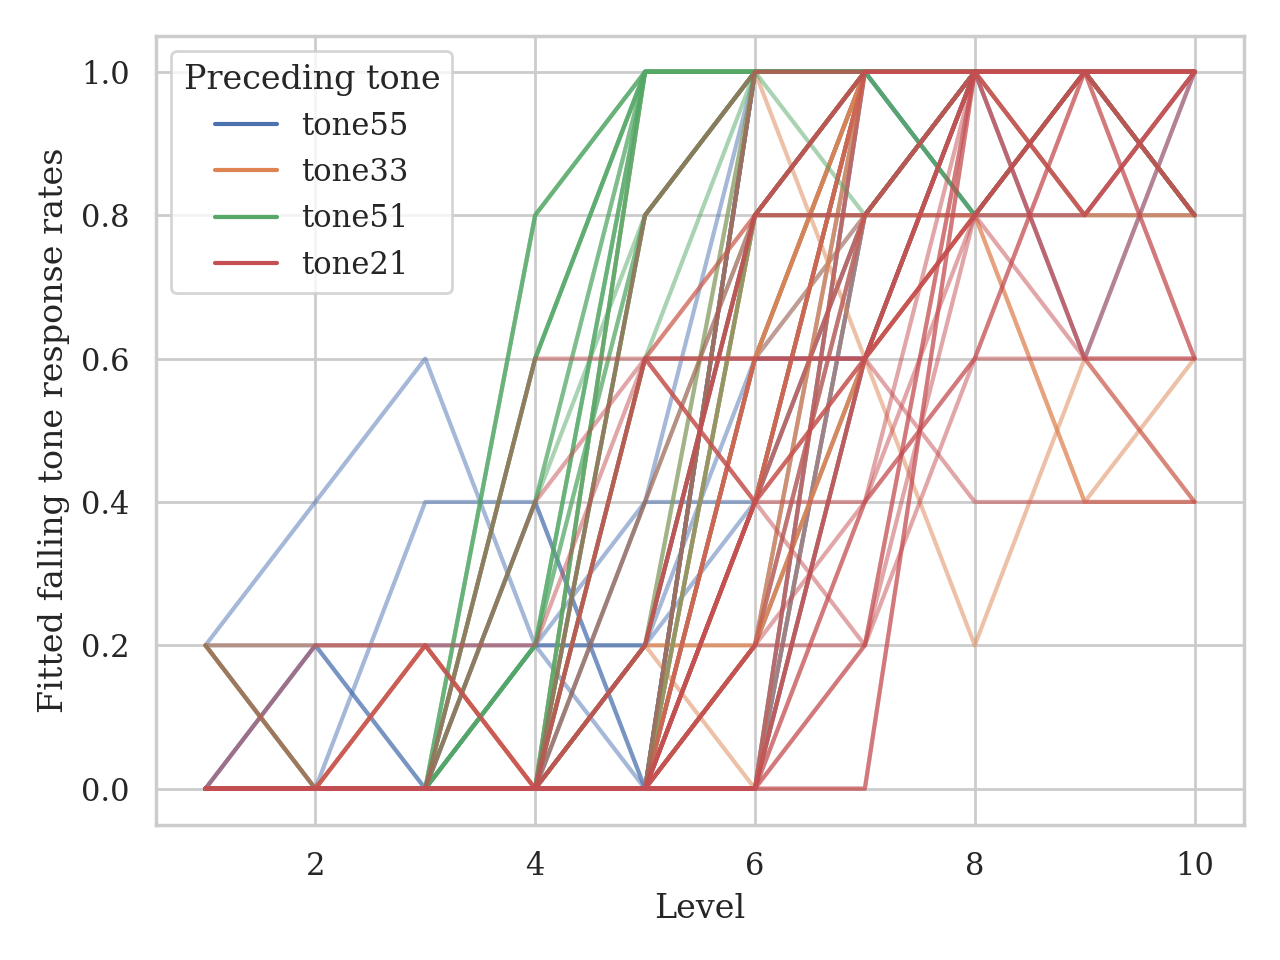 Preceding tone
tone55
tone33
tone51
tone21
1.0
0.8
0.6
0.4
0.2
0.0
Fitted falling tone response rates
2 4 6 8 10
Level